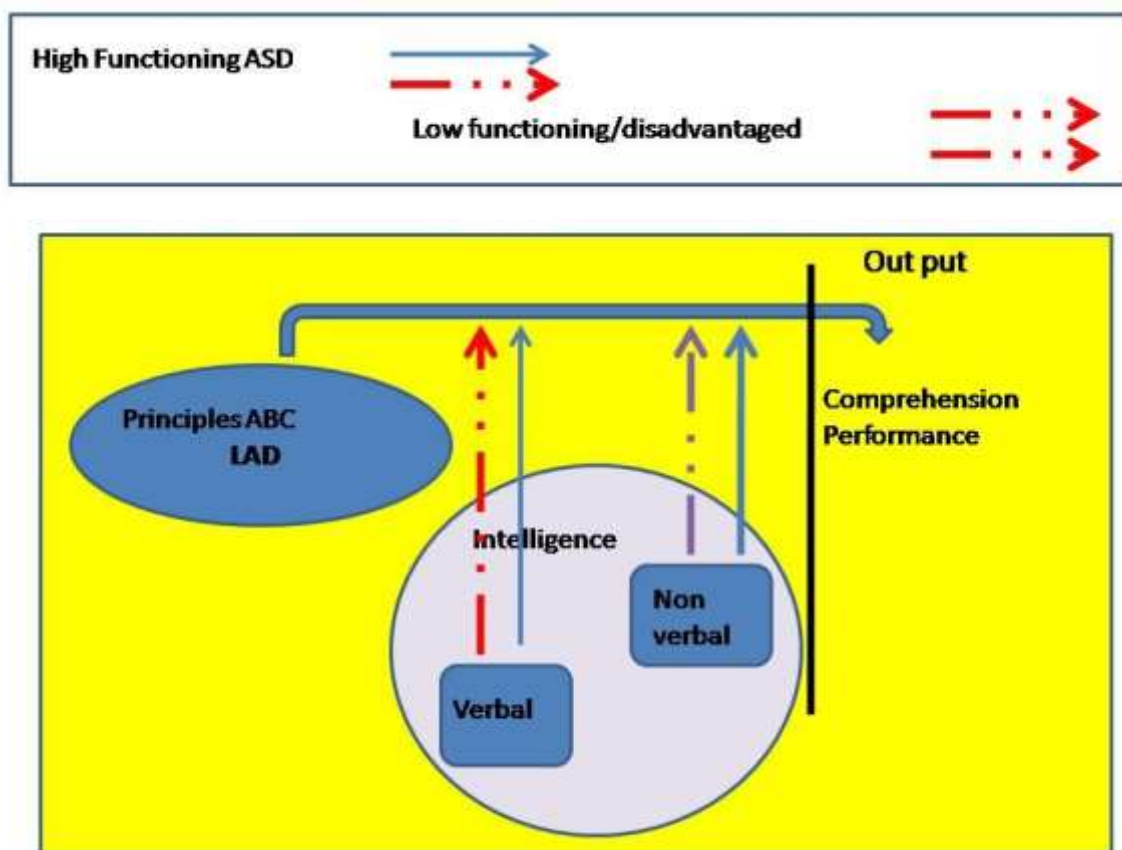 High Functioning ASD
Low functioning/disadvantaged
Out put
Principles ABC
LAD
Comprehension
Performance
Intelligence
Non
verbal
Verbal